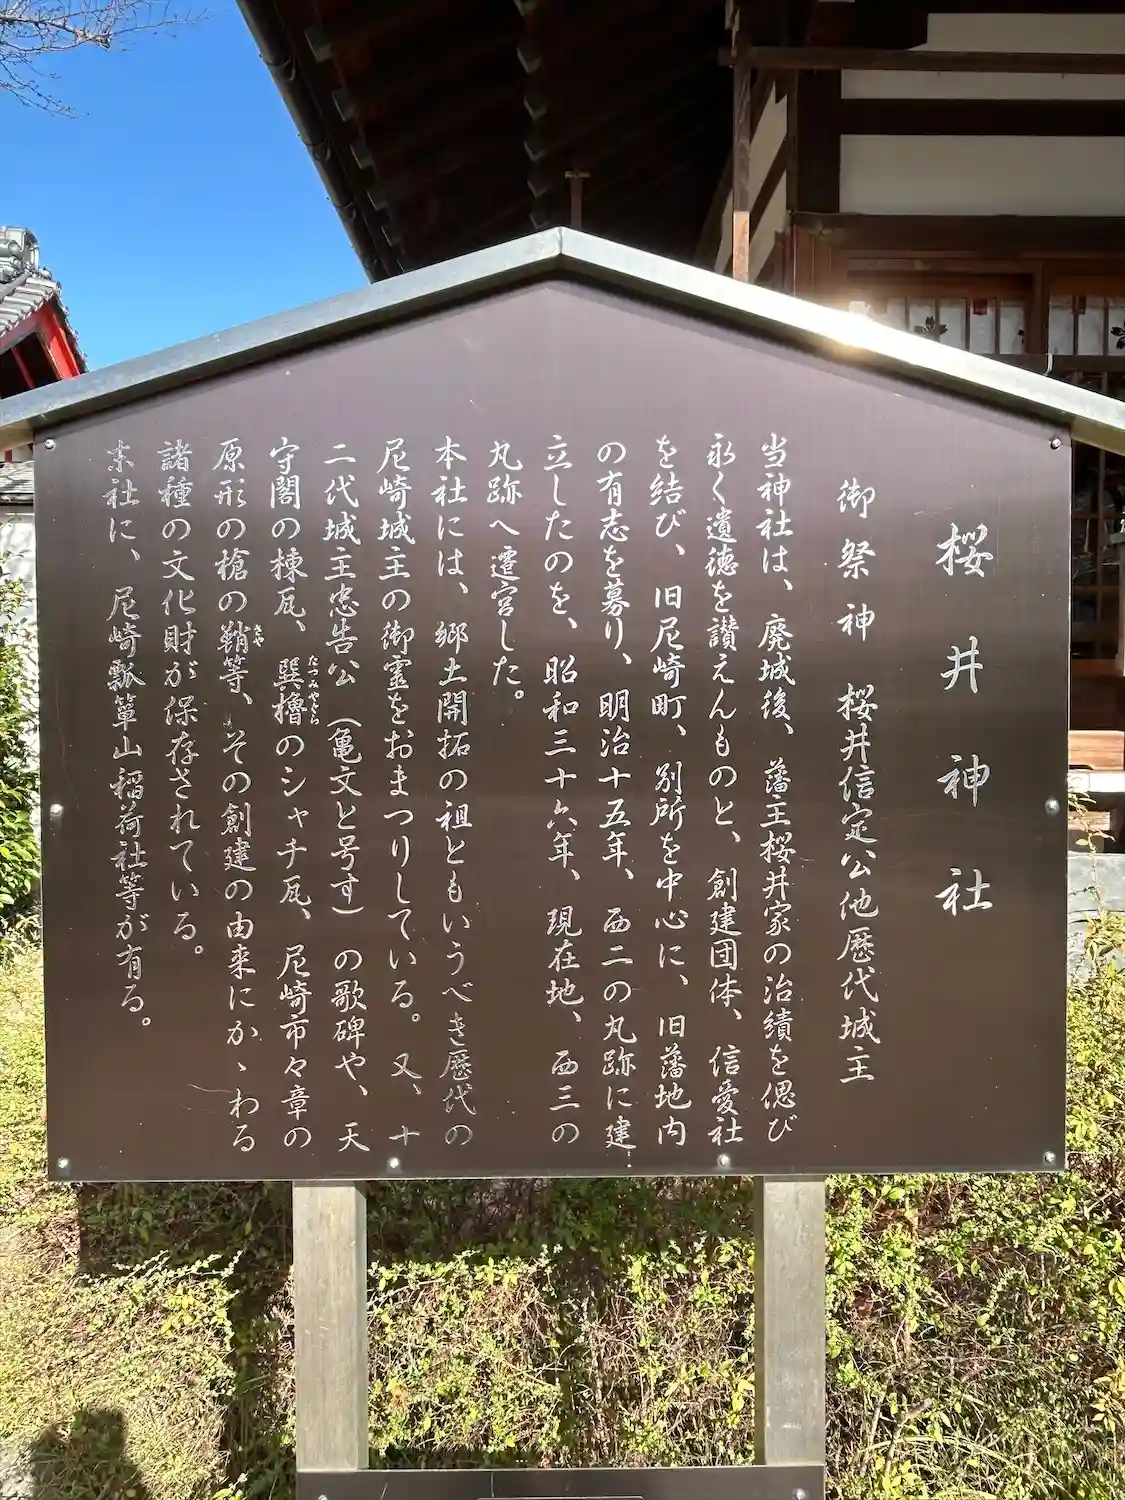 桜井神社
御祭神　桜井信定公他歴代城主
当神社は、廃城後、藩主桜井家の治績を偲び
永く遺徳を讃えんものと、創建団体、信愛社
を結び、旧尼崎町、別所を中心に、旧藩地内
の有志を募り、明治十五年、西二の丸跡に建
立したのを、昭和三十六年、現在地、西三の
丸跡へ遷宮した。
本社には、郷土開拓の祖ともいうべき歴代の
尼崎城主の御霊をおまつりしている。又、十
二代城主忠告公（亀文と号す）の歌碑や、天
守閣の棟瓦、巽櫓のシャチ瓦、尼崎市々章の
たつみやぐら
原形の槍の鞘等、その創建の由来にかゝわる
さや
諸種の文化財が保存されている。
末社に、尼崎瓢箪山稲荷社等が有る。